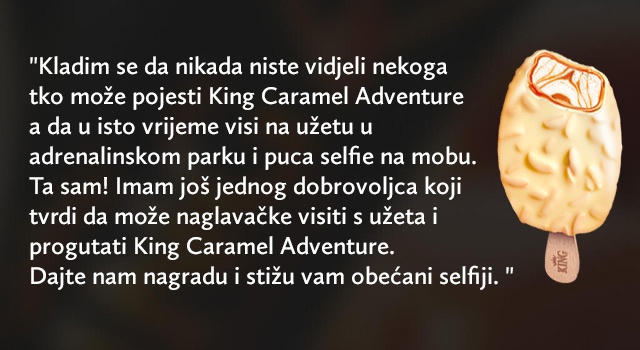 "Kladim se da nikada niste vidjeli nekoga
tko može pojesti King Caramel Adventure
a da u isto vrijeme visi na užetu u
adrenalinskom parku i puca selfie na mobu.
Ta sam! Imam još jednog dobrovoljca koji
tvrdi da može naglavačke visiti s užeta i
progutati King Caramel Adventure.
Dajte nam nagradu i stižu vam obećani selfiji. "
KING